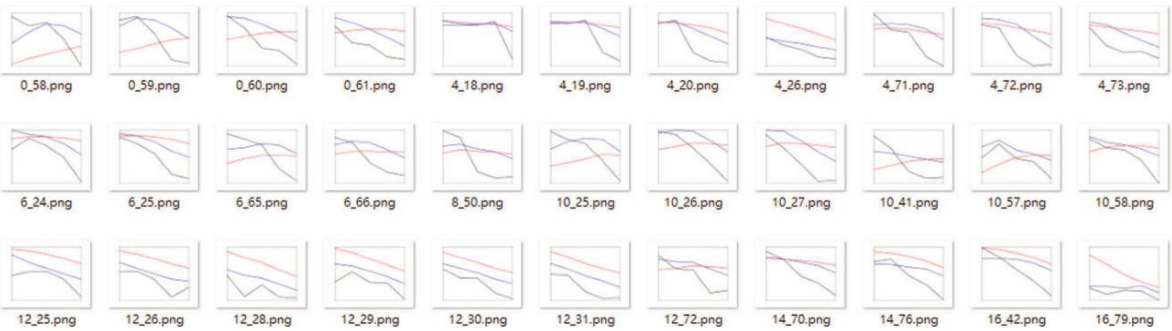 0_58.png 0_59.png 0_60.png 0_61.png 4_18.png 4_19.png 4_20.png 4_26.png 4_71.png 4_72.png 4_73.png
6_24.png 6_25.png 6_65.png 6_66.png 8_50.png 10_25.png 10_26.png 10_27.png 10_41.png 10_57.png 10_58.png
12_25.png 12_26.png 12_28.png 12_29.png 12_30.png 12_31.png 12_72.png 14_70.png 14_76.png 16_42.png 16_79.png